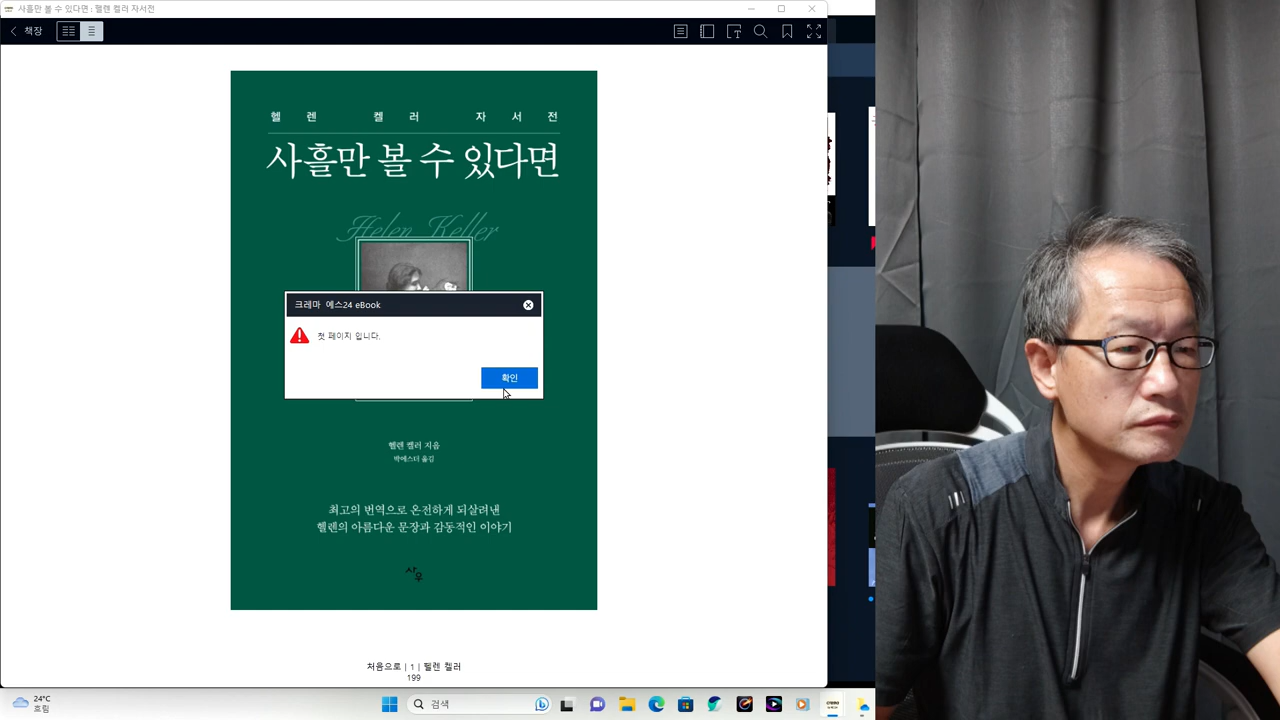 사흘만 볼 수 있다면 : 헬렌 켈러 자서전
책장
헬렌 켈러 자서전
사흘만 볼 수 있다면
Helen Keller
크레마 예스24 eBook
첫 페이지 입니다.
확인
헬렌 켈러 지음
박에스더 옮김
최고의 번역으로 온전하게 되살려낸
헬렌의 아름다운 문장과 감동적인 이야기
사우
처음으로 | 1 | 헬렌 켈러
199
24°C
흐림
검색